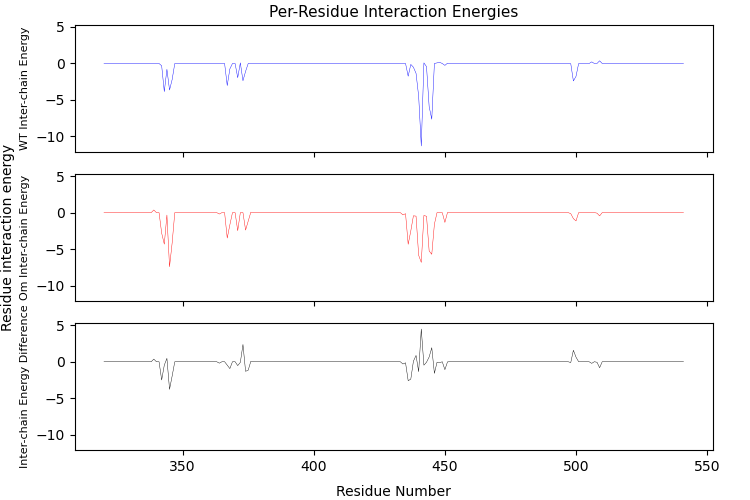 Per-Residue Interaction Energies
Residue interaction energy
WT Inter-chain Energy
5
0
−5
−10
Om Inter-chain Energy
5
0
−5
−10
Inter-chain Energy Difference
5
0
−5
−10
350
400
450
500
550
Residue Number